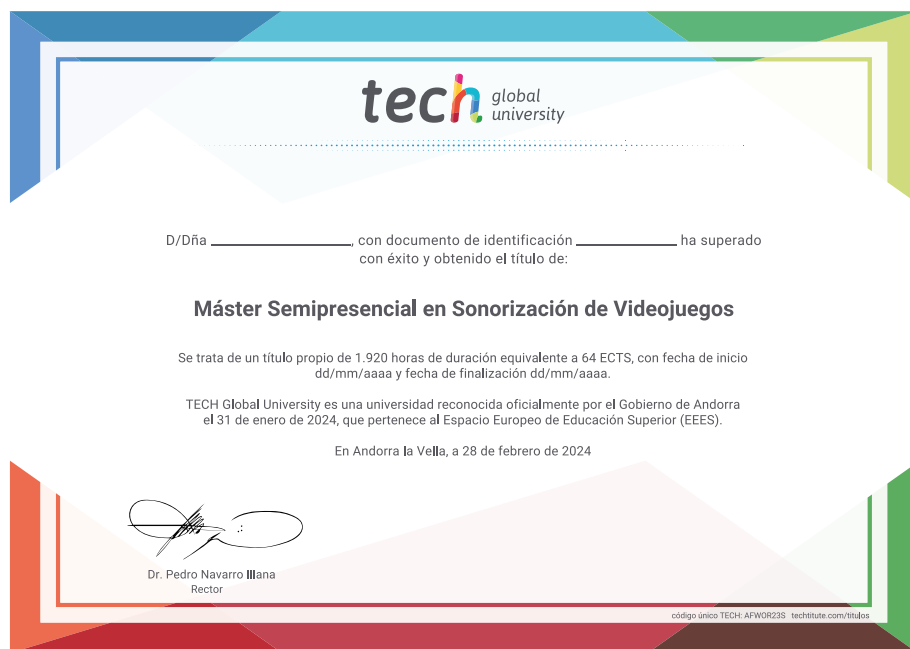 tech global university
D/Dña ____________, con documento de identificación ____________ ha superado
con éxito y obtenido el título de:
Máster Semipresencial en Sonorización de Videojuegos
Se trata de un título propio de 1.920 horas de duración equivalente a 64 ECTS, con fecha de inicio
dd/mm/aaaa y fecha de finalización dd/mm/aaaa.
TECH Global University es una universidad reconocida oficialmente por el Gobierno de Andorra
el 31 de enero de 2024, que pertenece al Espacio Europeo de Educación Superior (EEES).
En Andorra la Vella, a 28 de febrero de 2024
Dr. Pedro Navarro Illana
Rector
código único TECH: AFWOR23S techtitute.com/titulos